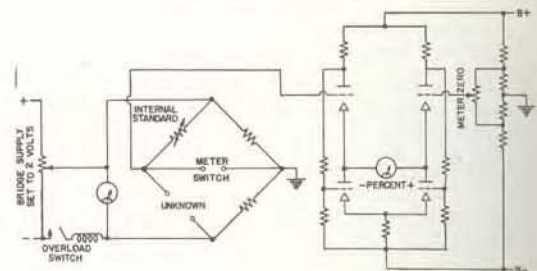 B+
+
INTERNAL
STANDARD
METER ZERO
BRIDGE SUPPLY
SET TO 2 VOLTS
METER
SWITCH
-PERCENT+
UNKNOWN
-
OVERLOAD
SWITCH